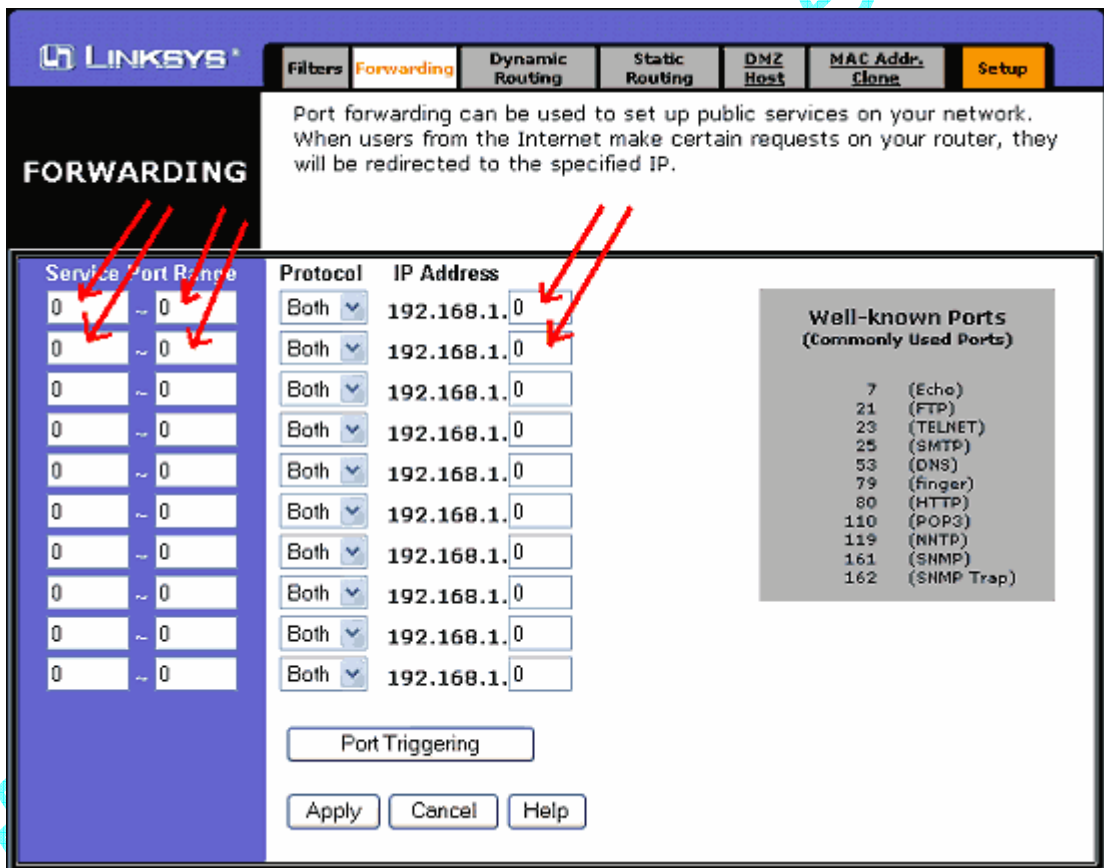 LINKSYS®
Filters Forwarding Dynamic Routing Static Routing DMZ Host MAC Addr. Clone Setup
FORWARDING
Port forwarding can be used to set up public services on your network.
When users from the Internet make certain requests on your router, they
will be redirected to the specified IP.
Service Port Range Protocol IP Address
0 ~ 0 Both 192.168.1. 0
0 ~ 0 Both 192.168.1. 0
0 ~ 0 Both 192.168.1. 0
0 ~ 0 Both 192.168.1. 0
0 ~ 0 Both 192.168.1. 0
0 ~ 0 Both 192.168.1. 0
0 ~ 0 Both 192.168.1. 0
0 ~ 0 Both 192.168.1. 0
0 ~ 0 Both 192.168.1. 0
0 ~ 0 Both 192.168.1. 0
Well-known Ports
(Commonly Used Ports)
7 (Echo)
21 (FTP)
23 (TELNET)
25 (SMTP)
53 (DNS)
79 (finger)
80 (HTTP)
110 (POP3)
119 (NNTP)
161 (SNMP)
162 (SNMP Trap)
Port Triggering
Apply Cancel Help